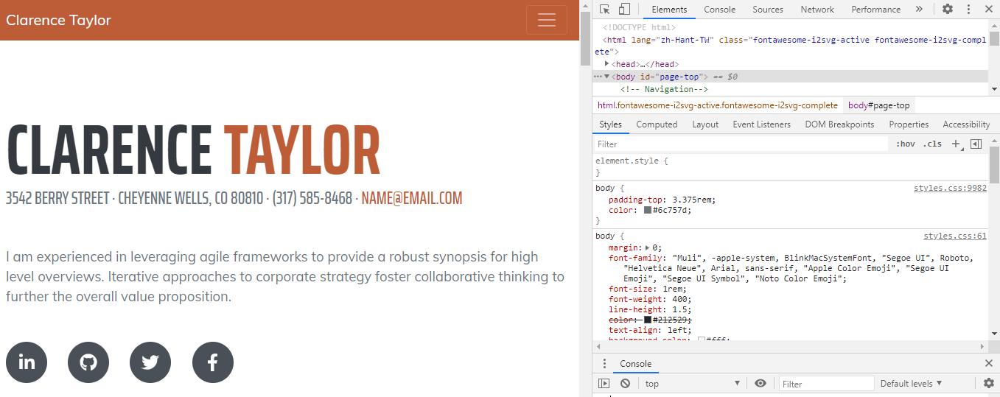 Clarence Taylor
CLARENCE TAYLOR
3542 BERRY STREET · CHEYENNE WELLS, CO 80810 · (317) 585-8468 · NAME@EMAIL.COM
I am experienced in leveraging agile frameworks to provide a robust synopsis for high
level overviews. Iterative approaches to corporate strategy foster collaborative thinking to
further the overall value proposition.
in
Elements Console Sources Network Performance »
<!DOCTYPE html>
<html lang="zh-Hant-TW" class="fontawesome-i2svg-active fontawesome-i2svg-compl
ete">
<head>…</head>
<body id="page-top"> == $0
<!-- Navigation-->
html.fontawesome-i2svg-active.fontawesome-i2svg-complete body#page-top
Styles Computed Layout Event Listeners DOM Breakpoints Properties Accessibility
Filter :hov .cls +
element.style {
}
body { styles.css:9982
padding-top: 3.375rem;
color: #6c757d;
}
body { styles.css:61
margin: 0;
font-family: "Muli", -apple-system, BlinkMacSystemFont, "Segoe UI", Roboto,
"Helvetica Neue", Arial, sans-serif, "Apple Color Emoji", "Segoe UI
Emoji", "Segoe UI Symbol", "Noto Color Emoji";
font-size: 1rem;
font-weight: 400;
line-height: 1.5;
color: #212529;
text-align: left;
background-color: #fff;
Console
top Filter Default levels